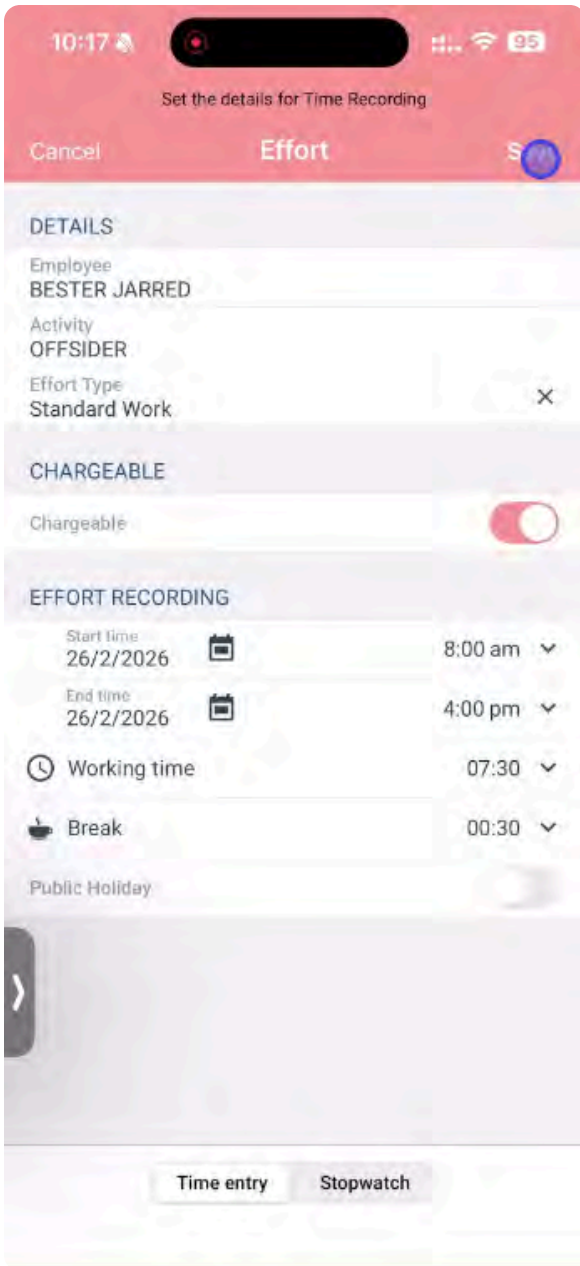 10:17
95
Set the details for Time Recording
Cancel
Effort
DETAILS
Employee
BESTER JARRED
Activity
OFFSIDER
Effort Type
Standard Work
CHARGEABLE
Chargeable
EFFORT RECORDING
Start time
26/2/2026
8:00 am
End time
26/2/2026
4:00 pm
Working time
07:30
Break
00:30
Public Holiday
Time entry
Stopwatch